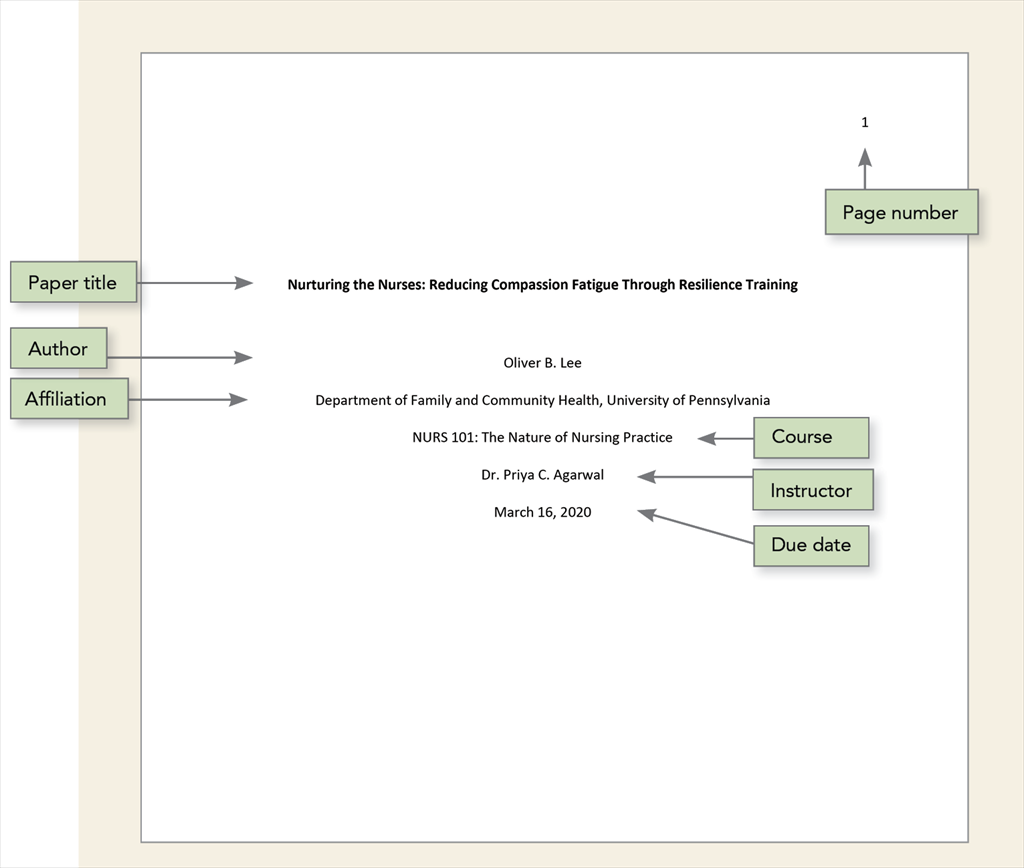 1
Page number
Paper title
Nurturing the Nurses: Reducing Compassion Fatigue Through Resilience Training
Author
Oliver B. Lee
Affiliation
Department of Family and Community Health, University of Pennsylvania
NURS 101: The Nature of Nursing Practice
Course
Dr. Priya C. Agarwal
Instructor
March 16, 2020
Due date